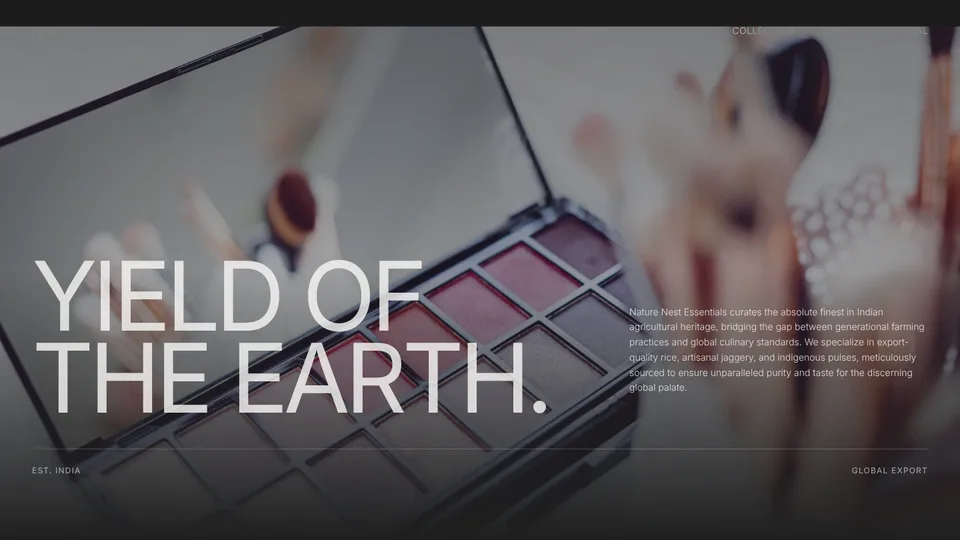 YIELD OF
THE EARTH.
Nature Nest Essentials curates the absolute finest in Indian
agricultural heritage, bridging the gap between generational farming
practices and global culinary standards. We specialize in export-
quality rice, artisanal jaggery, and indigenous pulses, meticulously
sourced to ensure unparalleled purity and taste for the discerning
global palate.
EST. INDIA
GLOBAL EXPORT